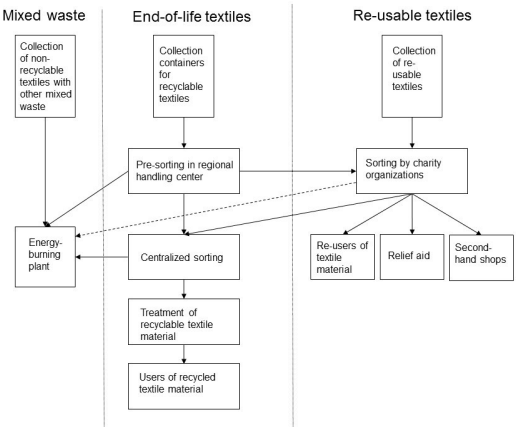 Mixed waste
End-of-life textiles
Re-usable textiles
Collection
of non-
recyclable
textiles with
other mixed
waste
Collection
containers
for
recyclable
textiles
Collection
of re-
usable
textiles
Pre-sorting in regional
handling center
Sorting by charity
organizations
Energy-
burning
plant
Centralized sorting
Re-users of
textile
material
Relief aid
Second-
hand shops
Treatment of
recyclable textile
material
Users of recycled
textile material